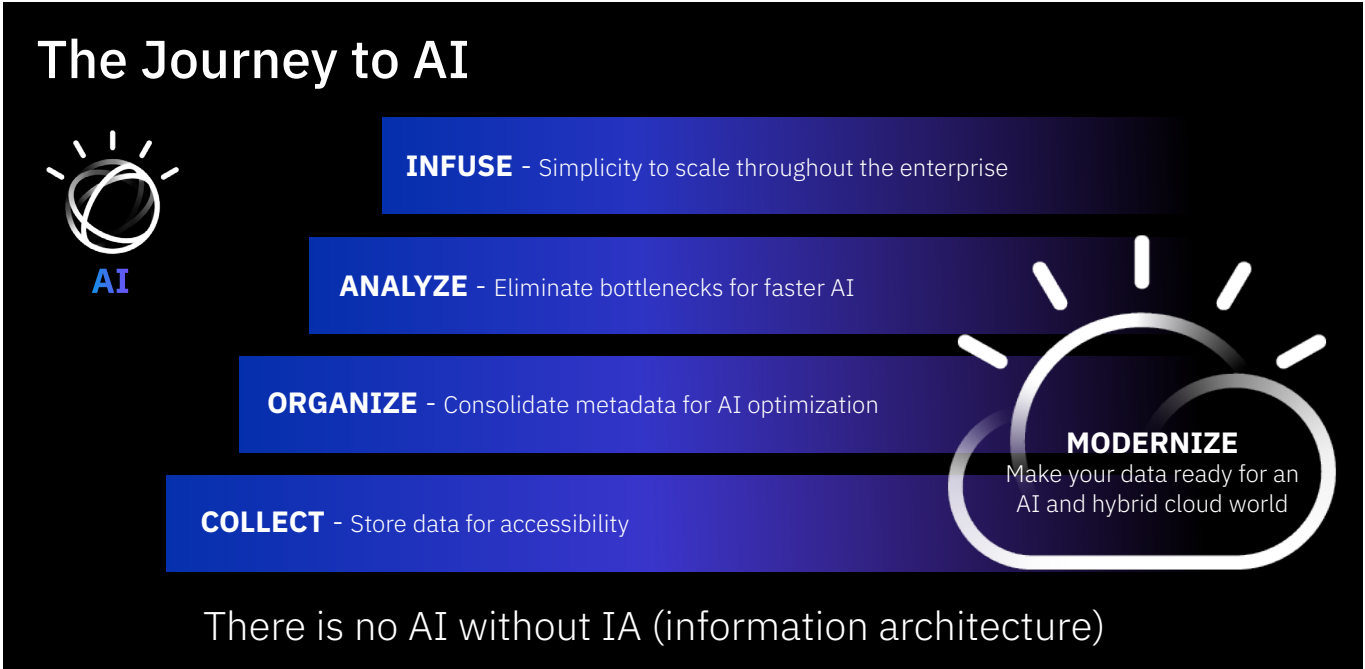 The Journey to AI
AI
INFUSE - Simplicity to scale throughout the enterprise
ANALYZE - Eliminate bottlenecks for faster AI
ORGANIZE - Consolidate metadata for AI optimization
COLLECT - Store data for accessibility
MODERNIZE
Make your data ready for an
AI and hybrid cloud world
There is no AI without IA (information architecture)